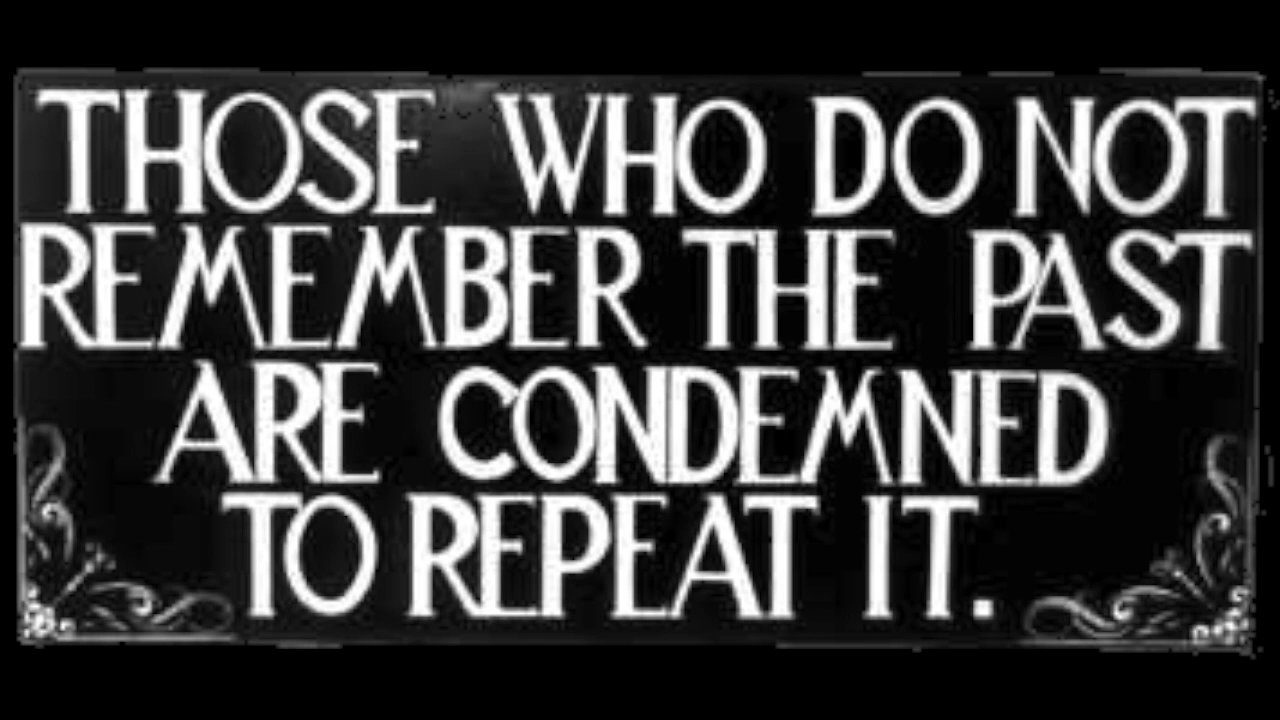 THOSE WHO DO NOT
REMEMBER THE PAST
ARE CONDEMNED
TO REPEAT IT.